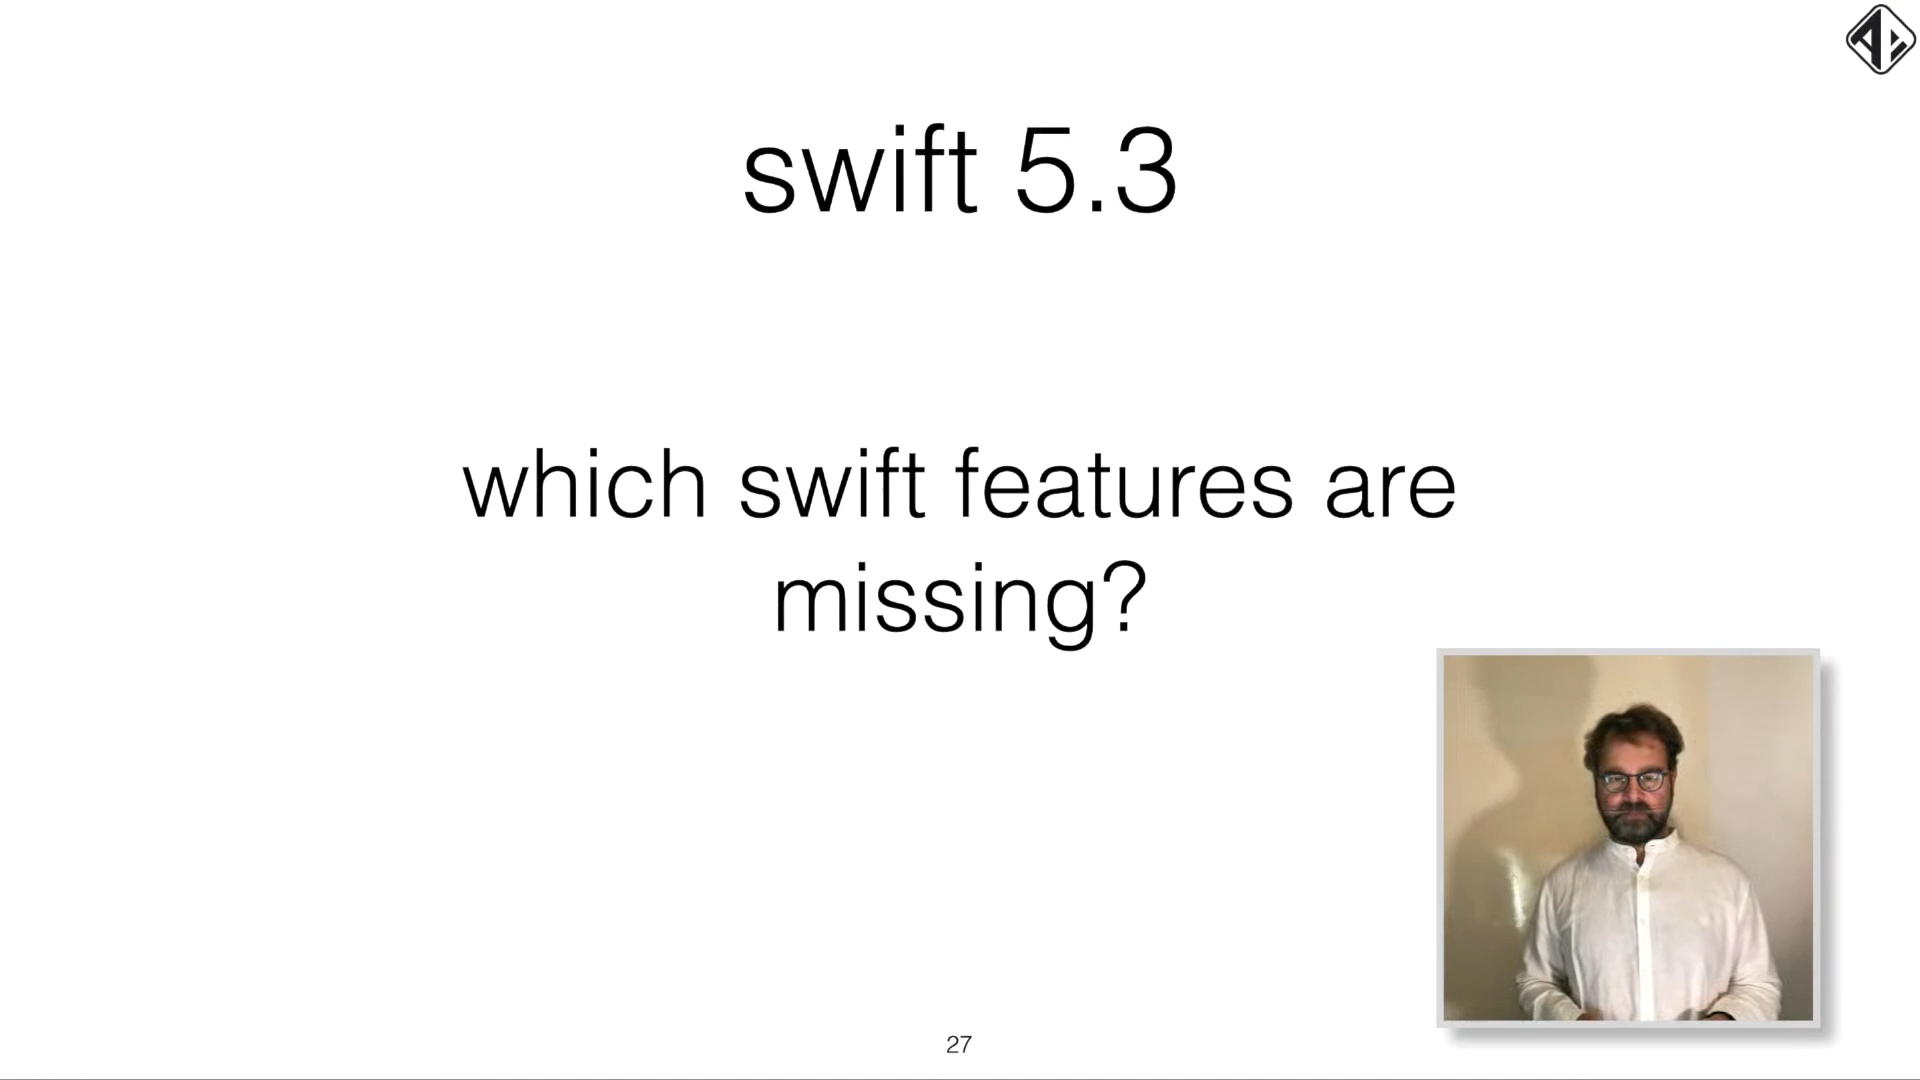 swift 5.3
which swift features are
missing?
27